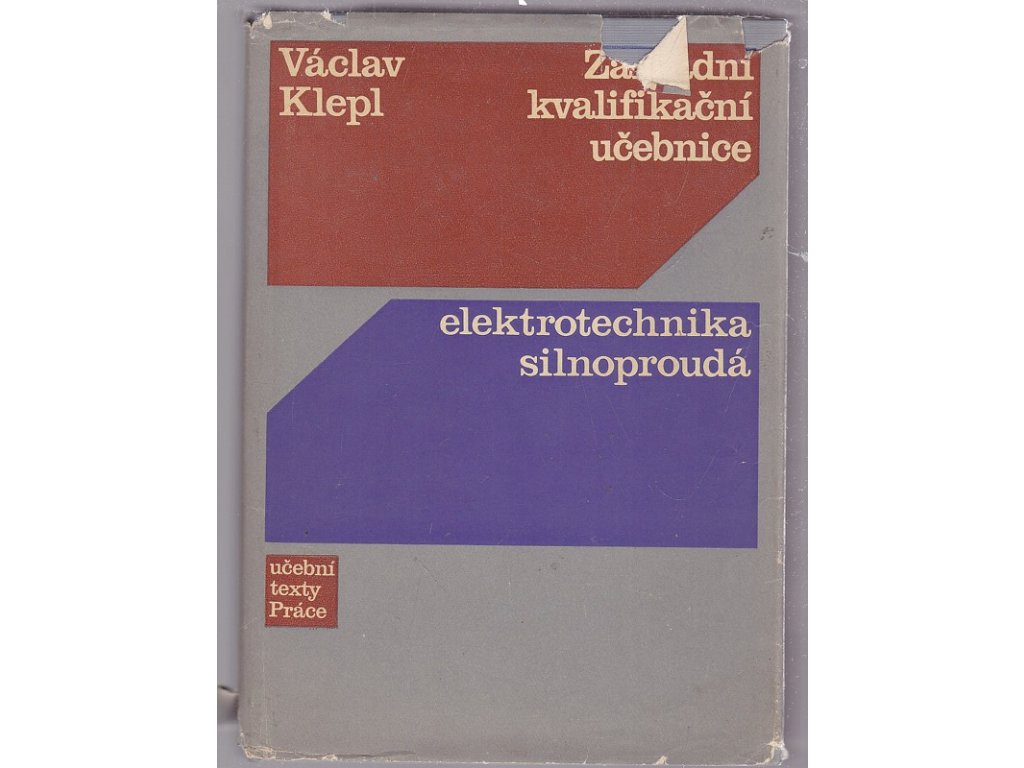 Václav
Klepl
kvalifikační
učebnice
elektrotechnika
silnoproudá
učební
texty
Práce